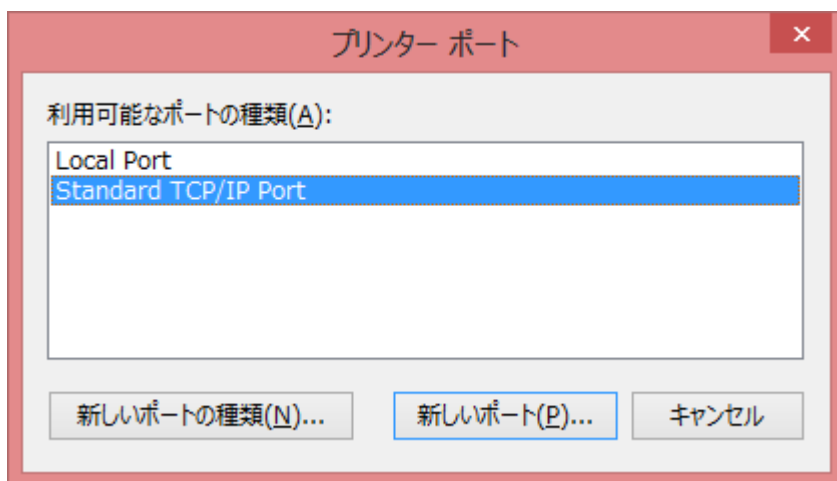 プリンター ポート
利用可能なポートの種類(A):
Local Port
Standard TCP/IP Port
新しいポートの種類(N)... 新しいポート(P)... キャンセル